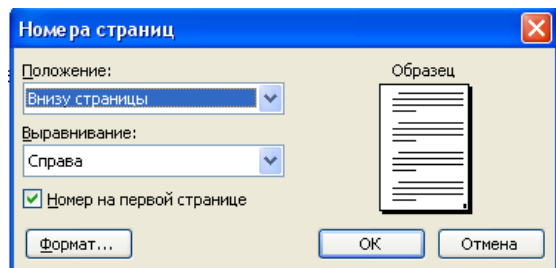 Номера страниц
Положение:
Образец
Внизу страницы
Выравнивание:
Справа
Номер на первой странице
Формат...
ОК
Отмена